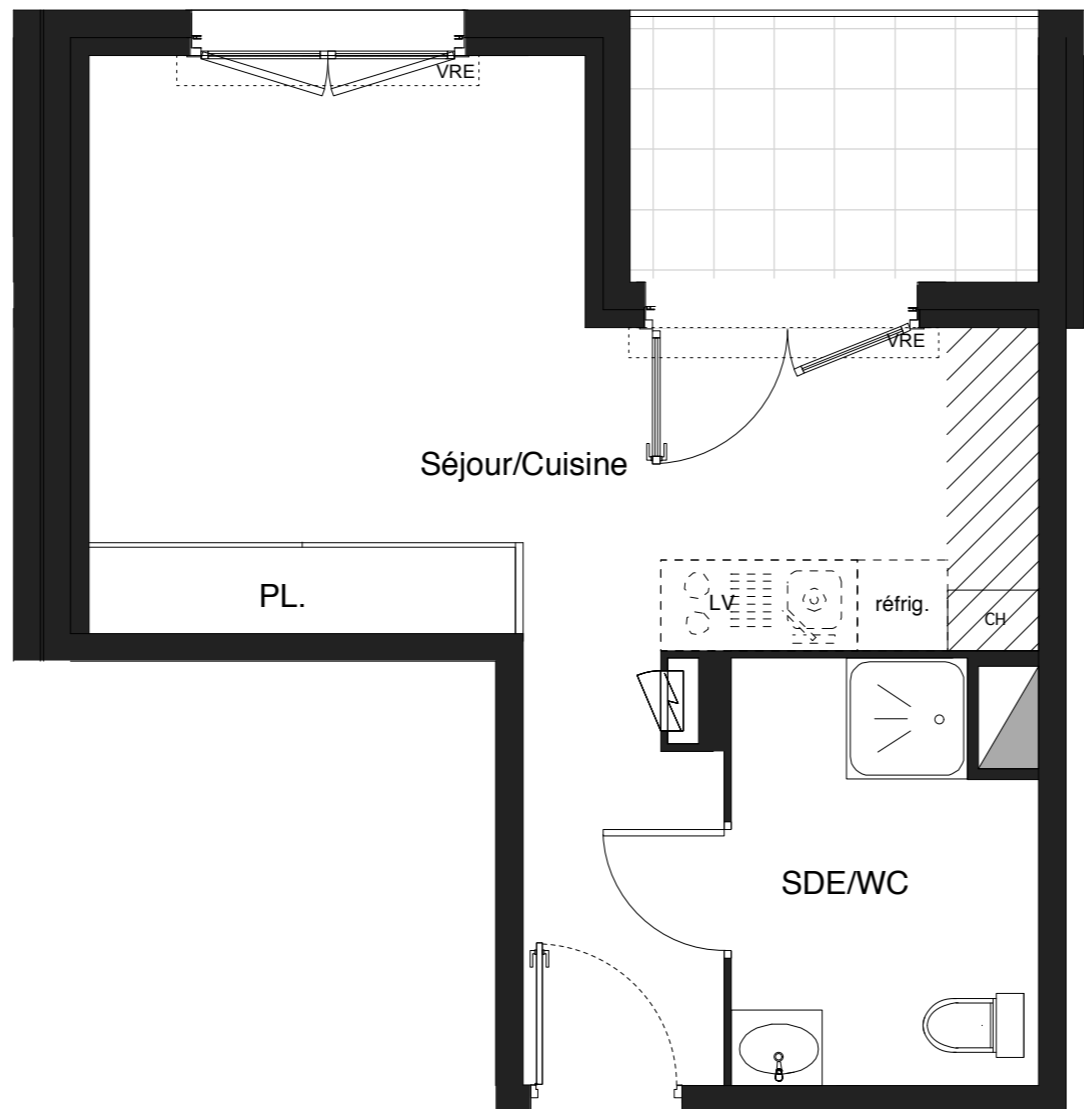 VRE
VRE
Séjour/Cuisine
PL.
LV
réfrig.
CH
SDE/WC